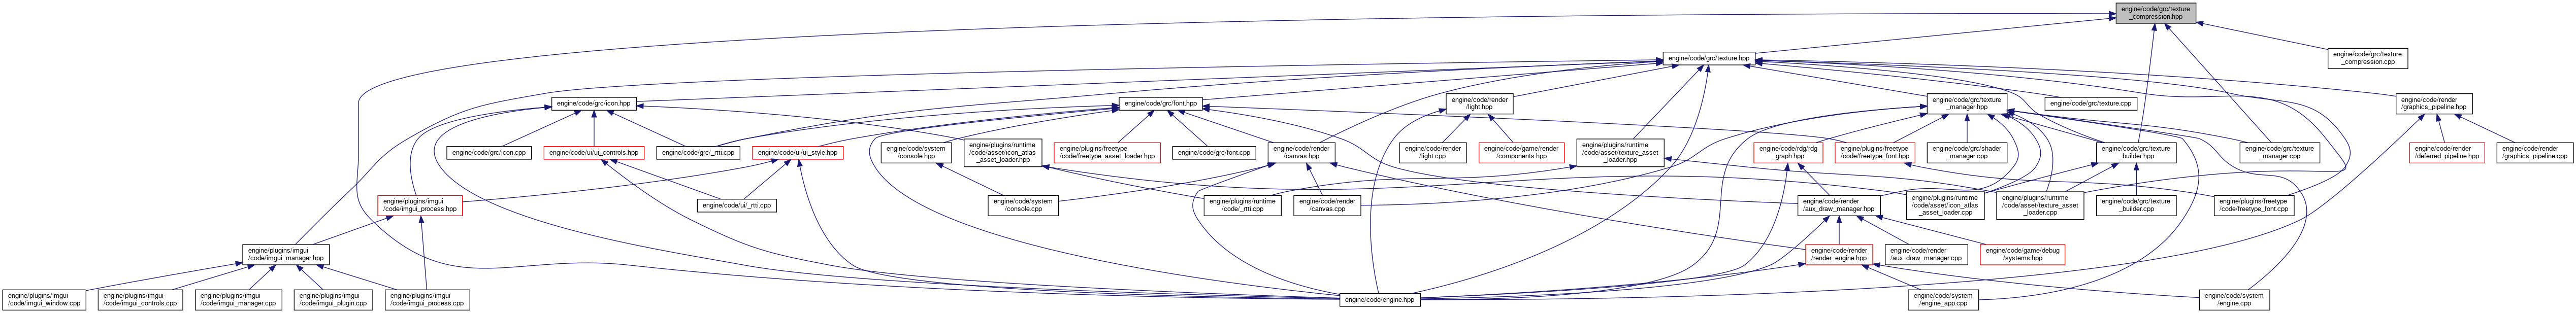 engine/code/grc/texture
_compression.hpp
engine/code/grc/texture.hpp
engine/code/grc/texture
_compression.cpp
engine/code/grc/icon.hpp
engine/code/grc/font.hpp
engine/code/render
/light.hpp
engine/code/grc/texture
_manager.hpp
engine/code/grc/texture.cpp
engine/code/render
/graphics_pipeline.hpp
engine/code/grc/icon.cpp
engine/code/ui/ui_controls.hpp
engine/code/grc/_rtti.cpp
engine/code/ui/ui_style.hpp
engine/code/system
/console.hpp
engine/plugins/runtime
/code/asset/icon_atlas
_asset_loader.hpp
engine/plugins/freetype
/code/freetype_asset_loader.hpp
engine/code/grc/font.cpp
engine/code/render
/canvas.hpp
engine/code/render
/light.cpp
engine/code/game/render
/components.hpp
engine/plugins/runtime
/code/asset/texture_asset
_loader.hpp
engine/code/rdg/rdg
_graph.hpp
engine/plugins/freetype
/code/freetype_font.hpp
engine/code/grc/shader
_manager.cpp
engine/code/grc/texture
_builder.hpp
engine/code/grc/texture
_manager.cpp
engine/code/render
/deferred_pipeline.hpp
engine/code/render
/graphics_pipeline.cpp
engine/plugins/imgui
/code/imgui_process.hpp
engine/code/ui/_rtti.cpp
engine/code/system
/console.cpp
engine/plugins/runtime
/code/_rtti.cpp
engine/code/render
/canvas.cpp
engine/code/render
/aux_draw_manager.hpp
engine/plugins/runtime
/code/asset/icon_atlas
_asset_loader.cpp
engine/plugins/runtime
/code/asset/texture_asset
_loader.cpp
engine/code/grc/texture
_builder.cpp
engine/plugins/freetype
/code/freetype_font.cpp
engine/plugins/imgui
/code/imgui_manager.hpp
engine/code/render
/render_engine.hpp
engine/code/render
/aux_draw_manager.cpp
engine/code/game/debug
/systems.hpp
engine/plugins/imgui
/code/imgui_window.cpp
engine/plugins/imgui
/code/imgui_controls.cpp
engine/plugins/imgui
/code/imgui_manager.cpp
engine/plugins/imgui
/code/imgui_plugin.cpp
engine/plugins/imgui
/code/imgui_process.cpp
engine/code/engine.hpp
engine/code/system
/engine_app.cpp
engine/code/system
/engine.cpp